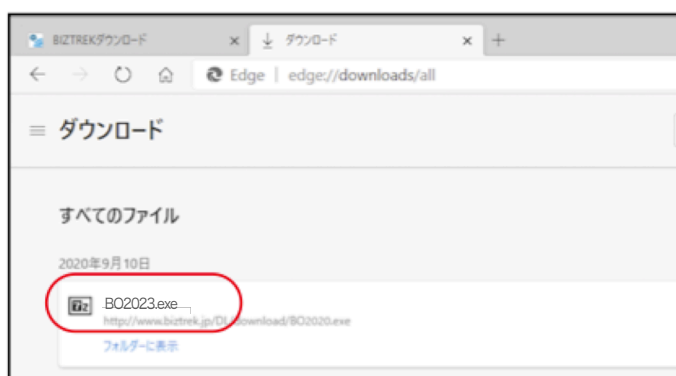 BIZTREKダウンロード
ダウンロード
Edge | edge://downloads/all
ダウンロード
すべてのファイル
2020年9月10日
7z BO2023.exe
http://www.biztrek.jp/DL/download/BO2020.exe
フォルダーに表示